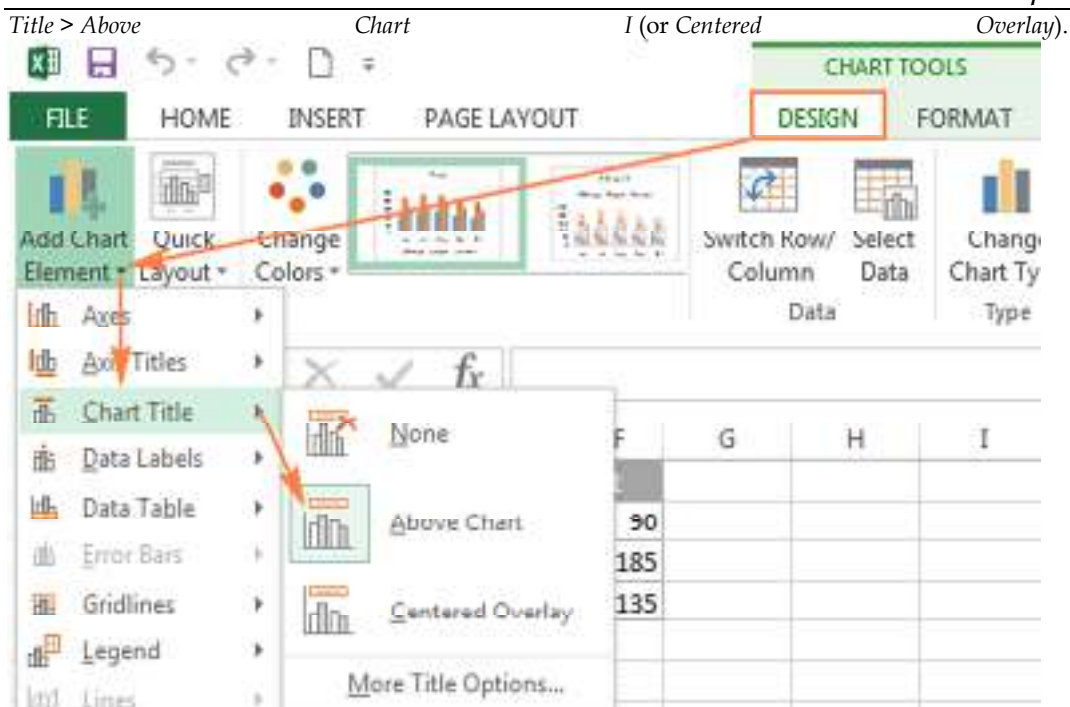 Title > Above Chart I (or Centered Overlay).
CHART TOOLS
FILE HOME INSERT PAGE LAYOUT DESIGN FORMAT
Add Chart Element Quick Layout Change Colors Switch Row/ Column Select Data Chang Chart Ty
Data Type
Axes
Axis Titles
fx
Chart Title
None
F G H I
Data Labels
Data Table
Above Chart
90
Error Bars
185
Gridlines
Centered Overlay
135
Legend
More Title Options...
Lines